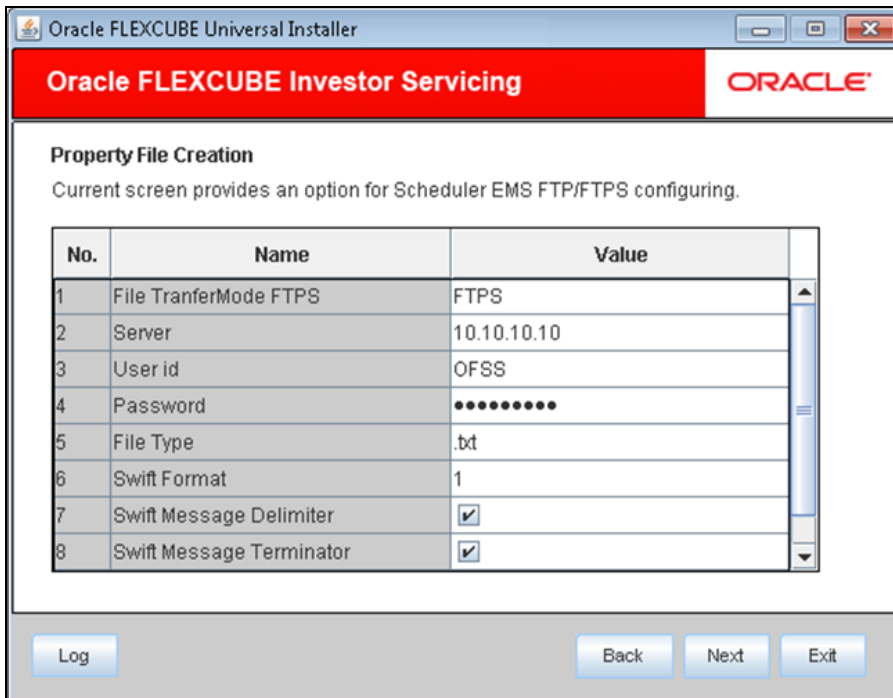 Oracle FLEXCUBE Universal Installer
Oracle FLEXCUBE Investor Servicing
ORACLE
Property File Creation
Current screen provides an option for Scheduler EMS FTP/FTPS configuring.
No. Name Value
1 File TranferMode FTPS FTPS
2 Server 10.10.10.10
3 User id OFSS
4 Password •••••••••
5 File Type .txt
6 Swift Format 1
7 Swift Message Delimiter
8 Swift Message Terminator
Log Back Next Exit